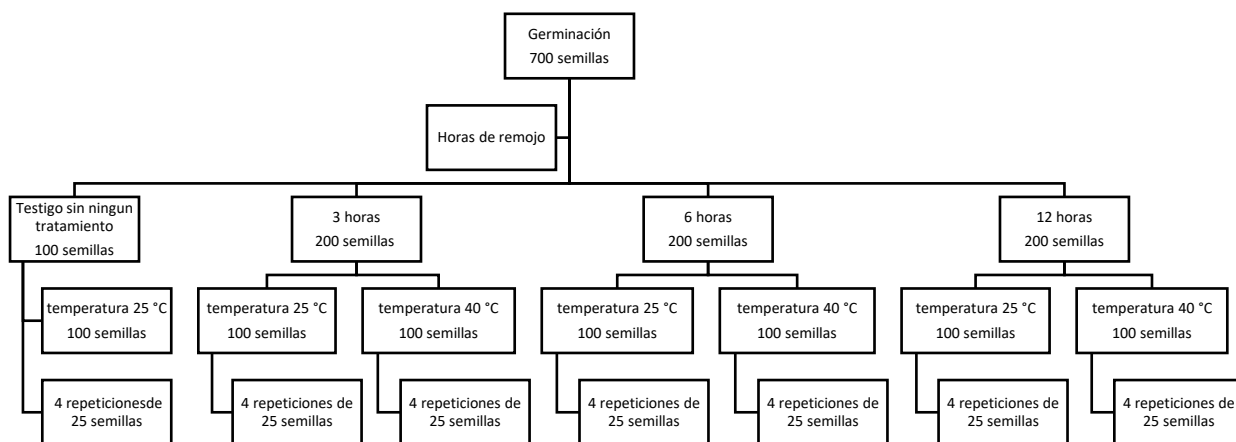 Germinación
700 semillas
Horas de remojo
Testigo sin ningun
tratamiento
100 semillas
3 horas
200 semillas
6 horas
200 semillas
12 horas
200 semillas
temperatura 25 °C
100 semillas
temperatura 25 °C
100 semillas
temperatura 40 °C
100 semillas
temperatura 25 °C
100 semillas
temperatura 40 °C
100 semillas
temperatura 25 °C
100 semillas
temperatura 40 °C
100 semillas
4 repeticionesde
25 semillas
4 repeticiones de
25 semillas
4 repeticiones de
25 semillas
4 repeticiones de
25 semillas
4 repeticiones de
25 semillas
4 repeticiones de
25 semillas
4 repeticiones de
25 semillas